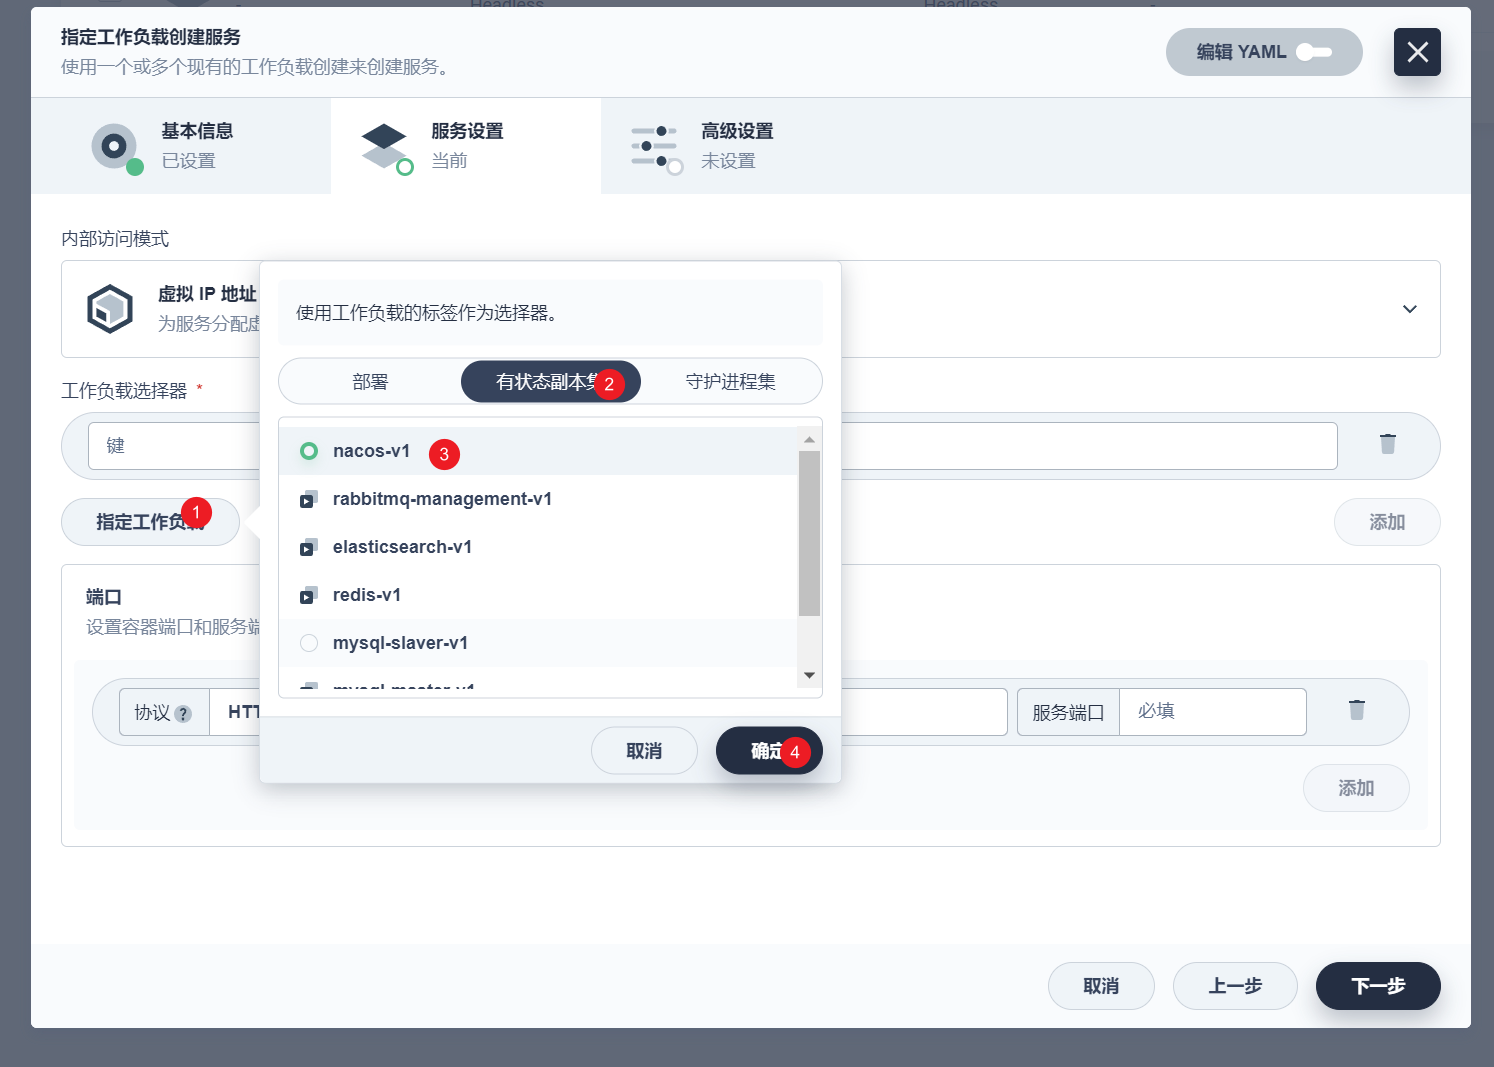 Headless
Headless
指定工作负载创建服务
使用一个或多个现有的工作负载创建来创建服务。
编辑 YAML
基本信息
已设置
服务设置
当前
高级设置
未设置
内部访问模式
虚拟 IP 地址
为服务分配虚
使用工作负载的标签作为选择器。
部署
有状态副本集
2
守护进程集
工作负载选择器 *
键
nacos-v1
3
rabbitmq-management-v1
指定工作负载
1
添加
elasticsearch-v1
redis-v1
端口
设置容器端口和服务端
mysql-slaver-v1
mysql-master-v1
协议
?
HTT
服务端口
必填
取消
确定
4
添加
取消
上一步
下一步